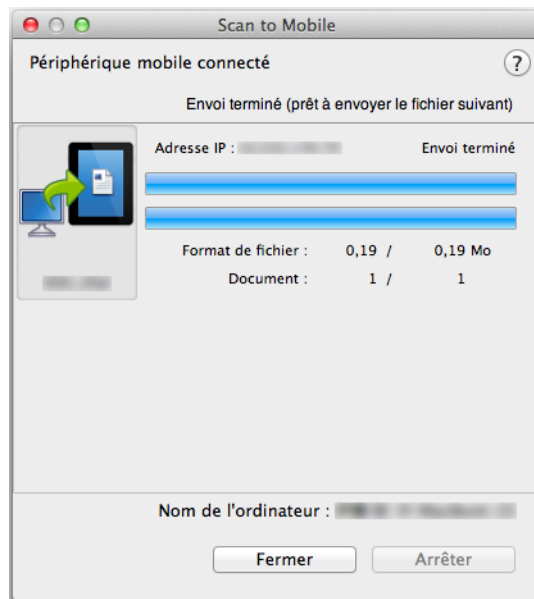 Scan to Mobile
Périphérique mobile connecté
?
Envoi terminé (prêt à envoyer le fichier suivant)
Adresse IP : Envoi terminé
Format de fichier : 0,19 / 0,19 Mo
Document : 1 / 1
Nom de l'ordinateur :
Fermer Arrêter